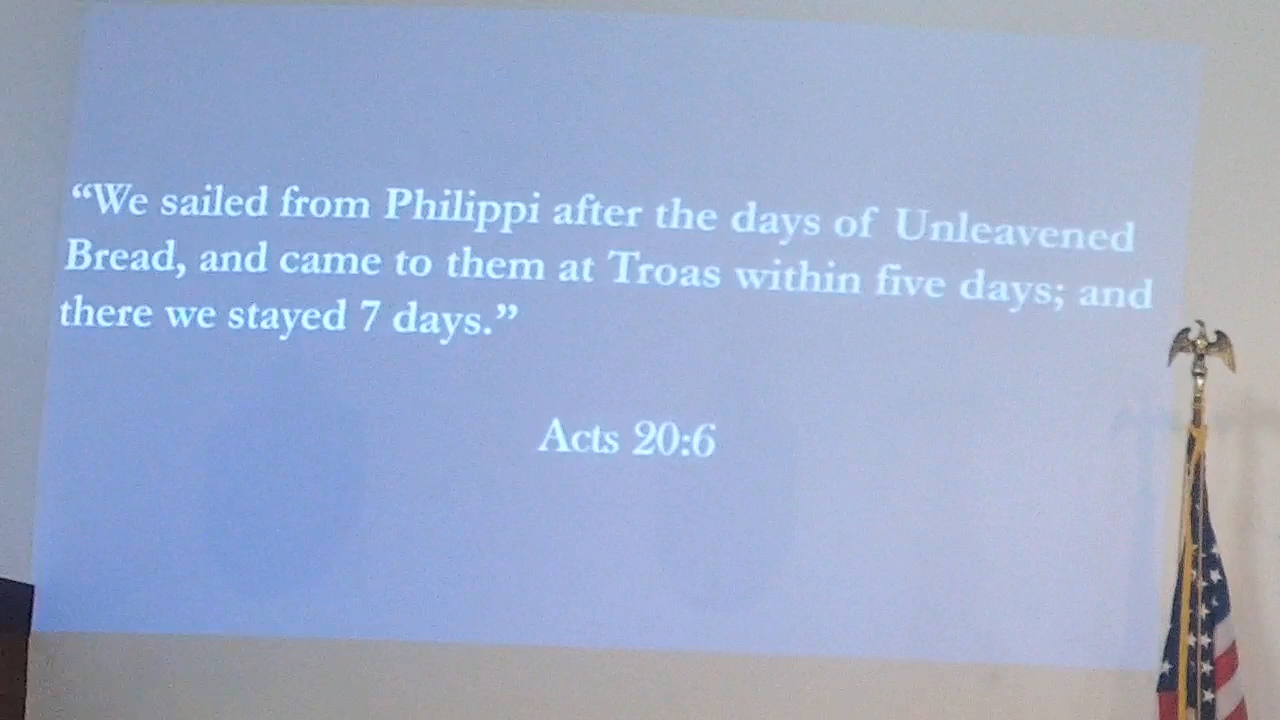 “We sailed from Philippi after the days of Unleavened
Bread, and came to them at Troas within five days; and
there we stayed 7 days.”
Acts 20:6